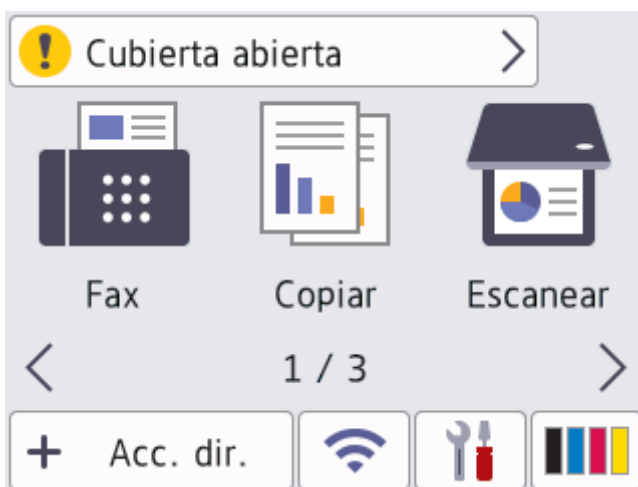 ! Cubierta abierta >
Fax Copiar Escanear
< 1 / 3 >
+ Acc. dir.